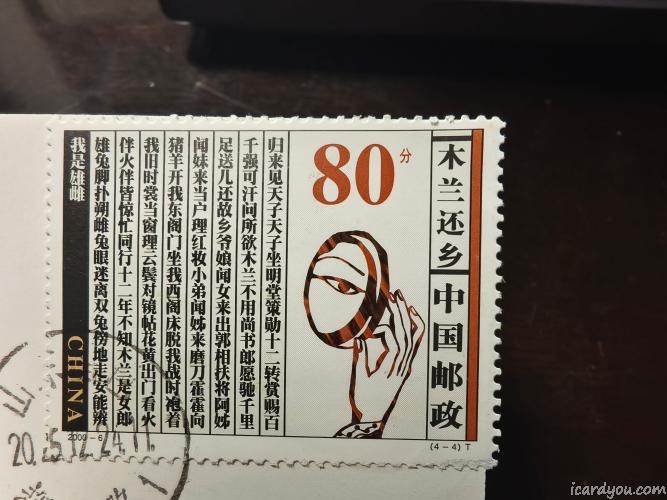 木兰还乡
中国邮政
80分
归来见天子天子坐明堂策勋十二转赏赐百
千强可汗问所欲木兰不用尚书郎愿驰千里
足送儿还故乡爷娘闻女来出郭相扶将阿姊
闻妹来当户理红妆小弟闻姊来磨刀霍霍向
猪羊开我东阁门坐我西阁床脱我战时袍着
我旧时裳当窗理云鬓对镜帖花黄出门看火
伴火伴皆惊忙同行十二年不知木兰是女郎
雄兔脚扑朔雌兔眼迷离双兔傍地走安能辨
我是雄雌
CHINA
2000-6
(4-4) T
山
1
icardyou.com